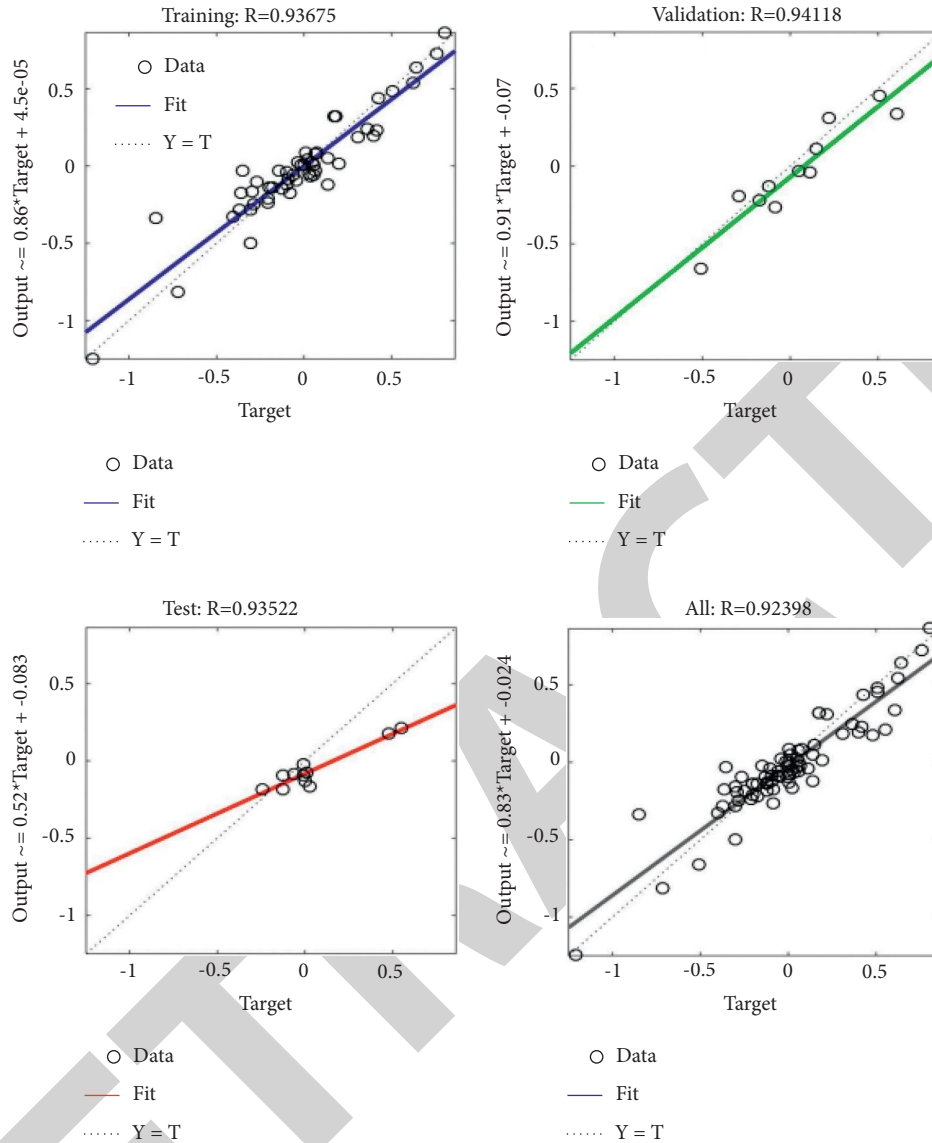 Training: R=0.93675
Output ~= 0.86*Target + 4.5e-05
0.5
0
-0.5
-1
Data
Fit
Y = T
-1
-0.5
0
0.5
Target
Data
Fit
Y = T
Validation: R=0.94118
Output ~= 0.91*Target + -0.07
0.5
0
-0.5
-1
-1
-0.5
0
0.5
Target
Data
Fit
Y = T
Test: R=0.93522
Output ~= 0.52*Target + -0.083
0.5
0
-0.5
-1
-1
-0.5
0
0.5
Target
Data
Fit
Y = T
All: R=0.92398
Output ~= 0.83*Target + -0.024
0.5
0
-0.5
-1
-1
-0.5
0
0.5
Target
Data
Fit
Y = T